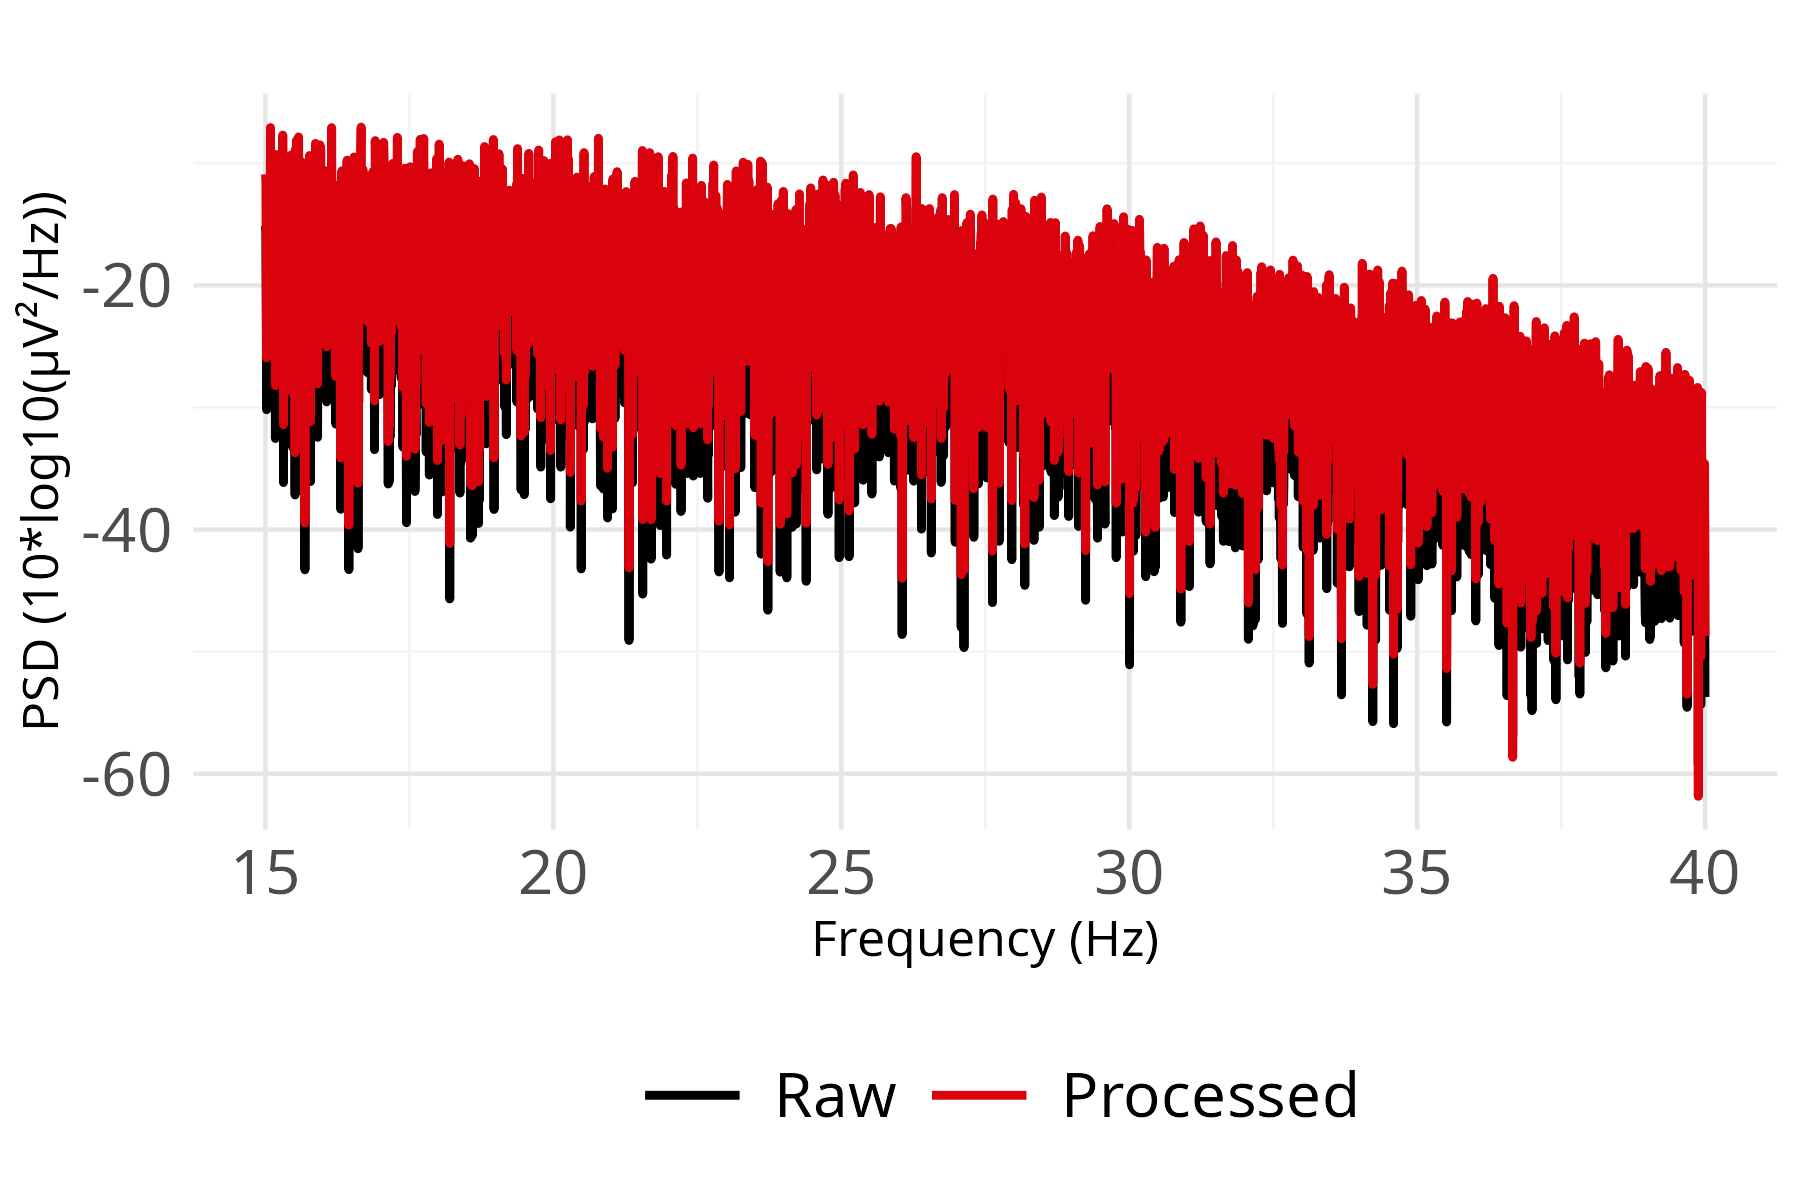 PSD (10*log10(µV²/Hz))
-20
-40
-60
15 20 25 30 35 40
Frequency (Hz)
Raw Processed